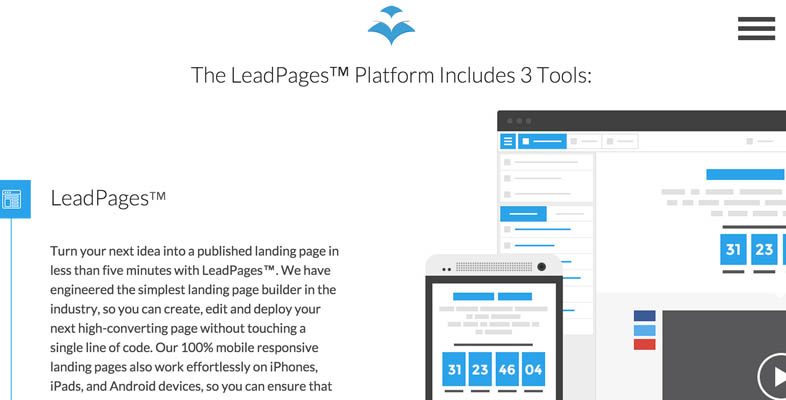 The LeadPages™ Platform Includes 3 Tools:
LeadPages™
Turn your next idea into a published landing page in
less than five minutes with LeadPages™. We have
engineered the simplest landing page builder in the
industry, so you can create, edit and deploy your
next high-converting page without touching a
single line of code. Our 100% mobile responsive
landing pages also work effortlessly on iPhones,
iPads, and Android devices, so you can ensure that
31 23
31 23 46 04